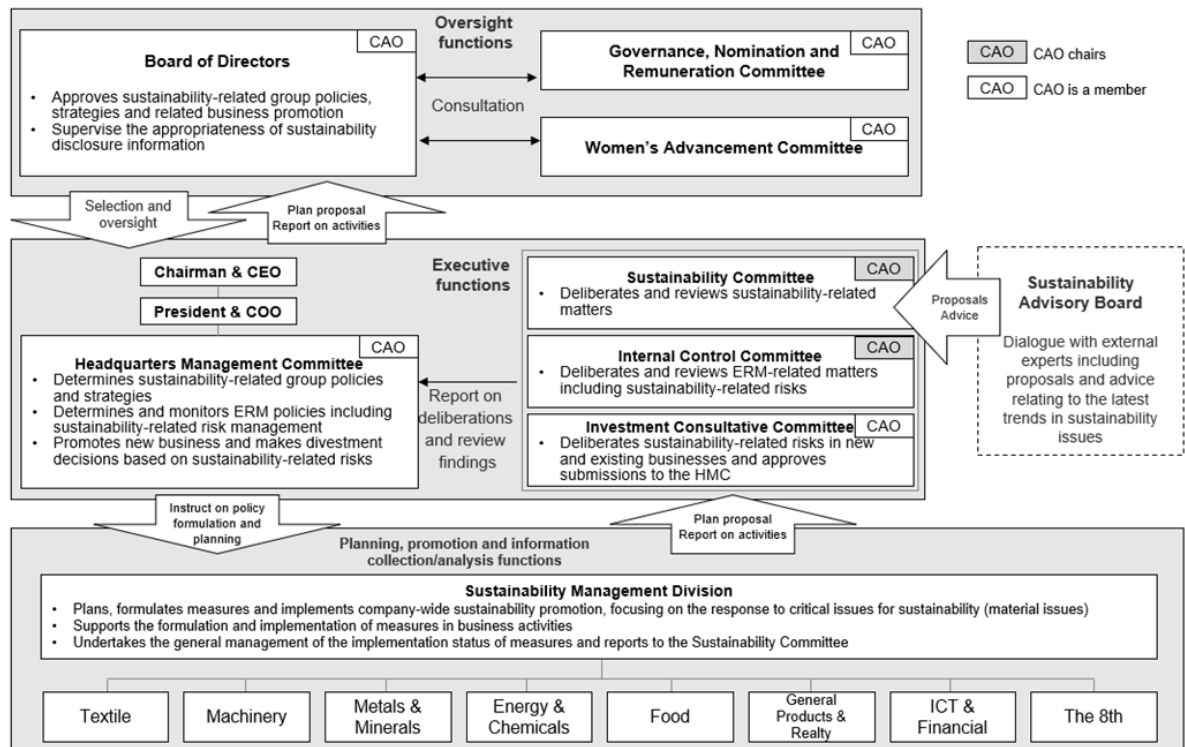 Oversight
functions
CAO
Board of Directors
• Approves sustainability-related group policies,
strategies and related business promotion
• Supervise the appropriateness of sustainability
disclosure information
Consultation
CAO
Governance, Nomination and
Remuneration Committee
CAO
Women's Advancement Committee
CAO CAO chairs
CAO CAO is a member
Selection and
oversight
Plan proposal
Report on activities
Executive
functions
Chairman & CEO
President & COO
CAO
Headquarters Management Committee
• Determines sustainability-related group policies
and strategies
• Determines and monitors ERM policies including
sustainability-related risk management
• Promotes new business and makes divestment
decisions based on sustainability-related risks
Report on
deliberations
and review
findings
CAO
Sustainability Committee
• Deliberates and reviews sustainability-related
matters
CAO
Internal Control Committee
• Deliberates and reviews ERM-related matters
including sustainability-related risks
CAO
Investment Consultative Committee
• Deliberates sustainability-related risks in new
and existing businesses and approves
submissions to the HMC
Proposals
Advice
Sustainability
Advisory Board
Dialogue with external
experts including
proposals and advice
relating to the latest
trends in sustainability
issues
Instruct on policy
formulation and
planning
Plan proposal
Report on activities
Planning, promotion and information
collection/analysis functions
Sustainability Management Division
• Plans, formulates measures and implements company-wide sustainability promotion, focusing on the response to critical issues for sustainability (material issues)
• Supports the formulation and implementation of measures in business activities
• Undertakes the general management of the implementation status of measures and reports to the Sustainability Committee
Textile
Machinery
Metals &
Minerals
Energy &
Chemicals
Food
General
Products &
Realty
ICT &
Financial
The 8th